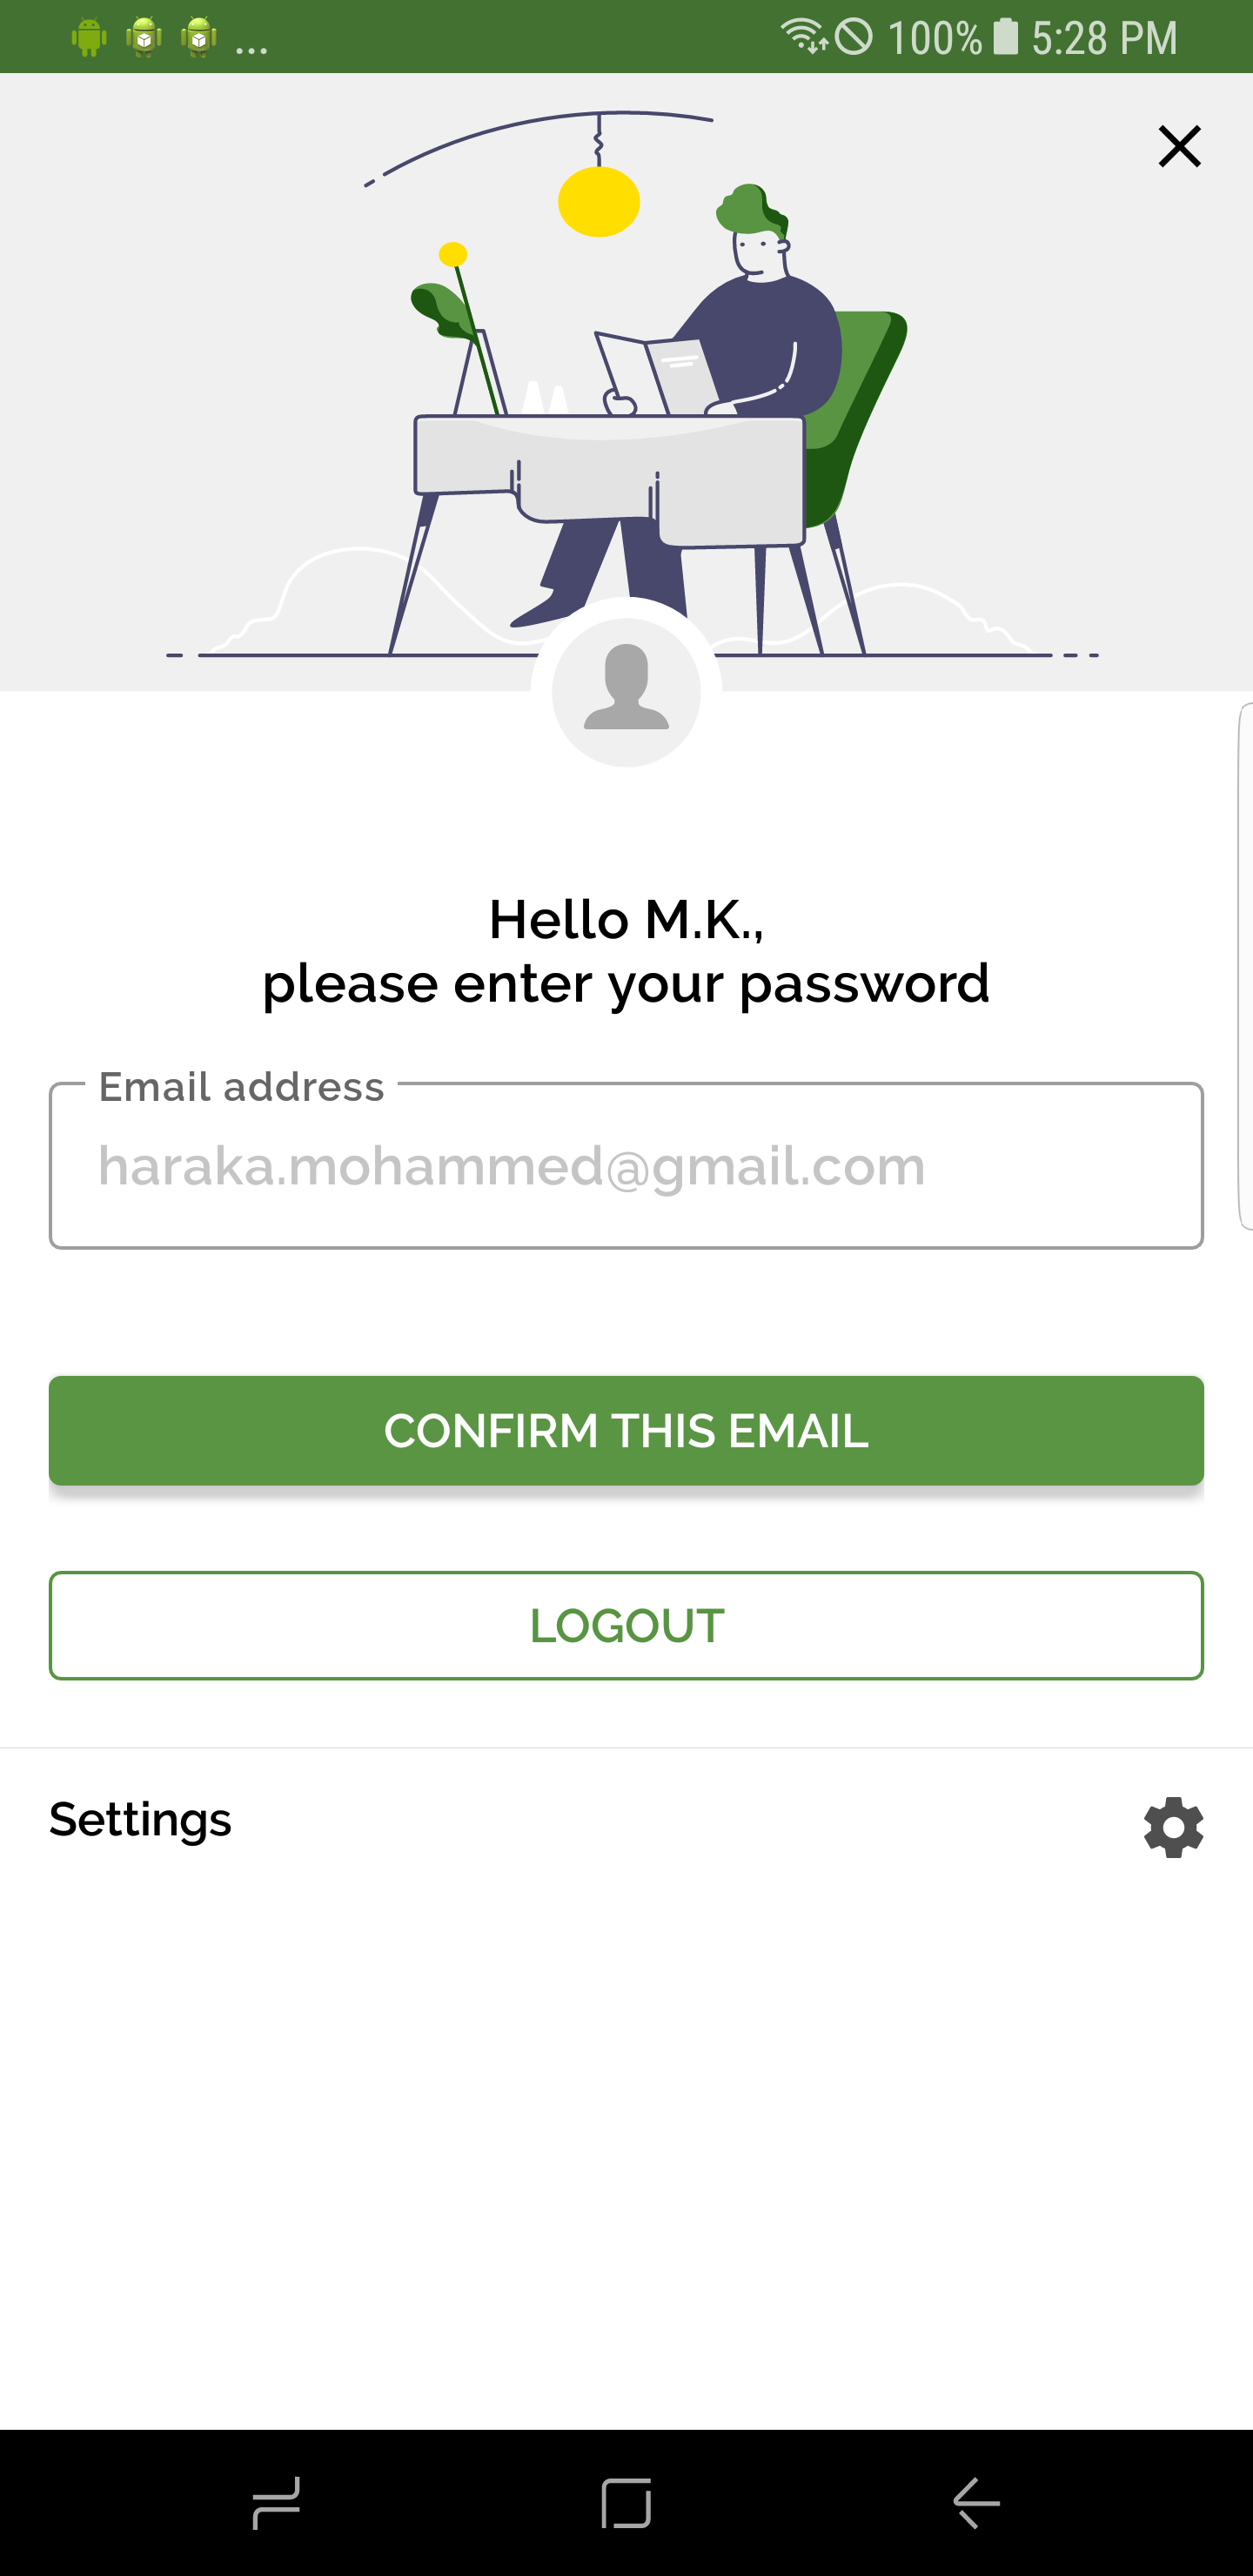 ... 100% 5:28 PM
Hello M.K.,
please enter your password
Email address
haraka.mohammed@gmail.com
CONFIRM THIS EMAIL
LOGOUT
Settings